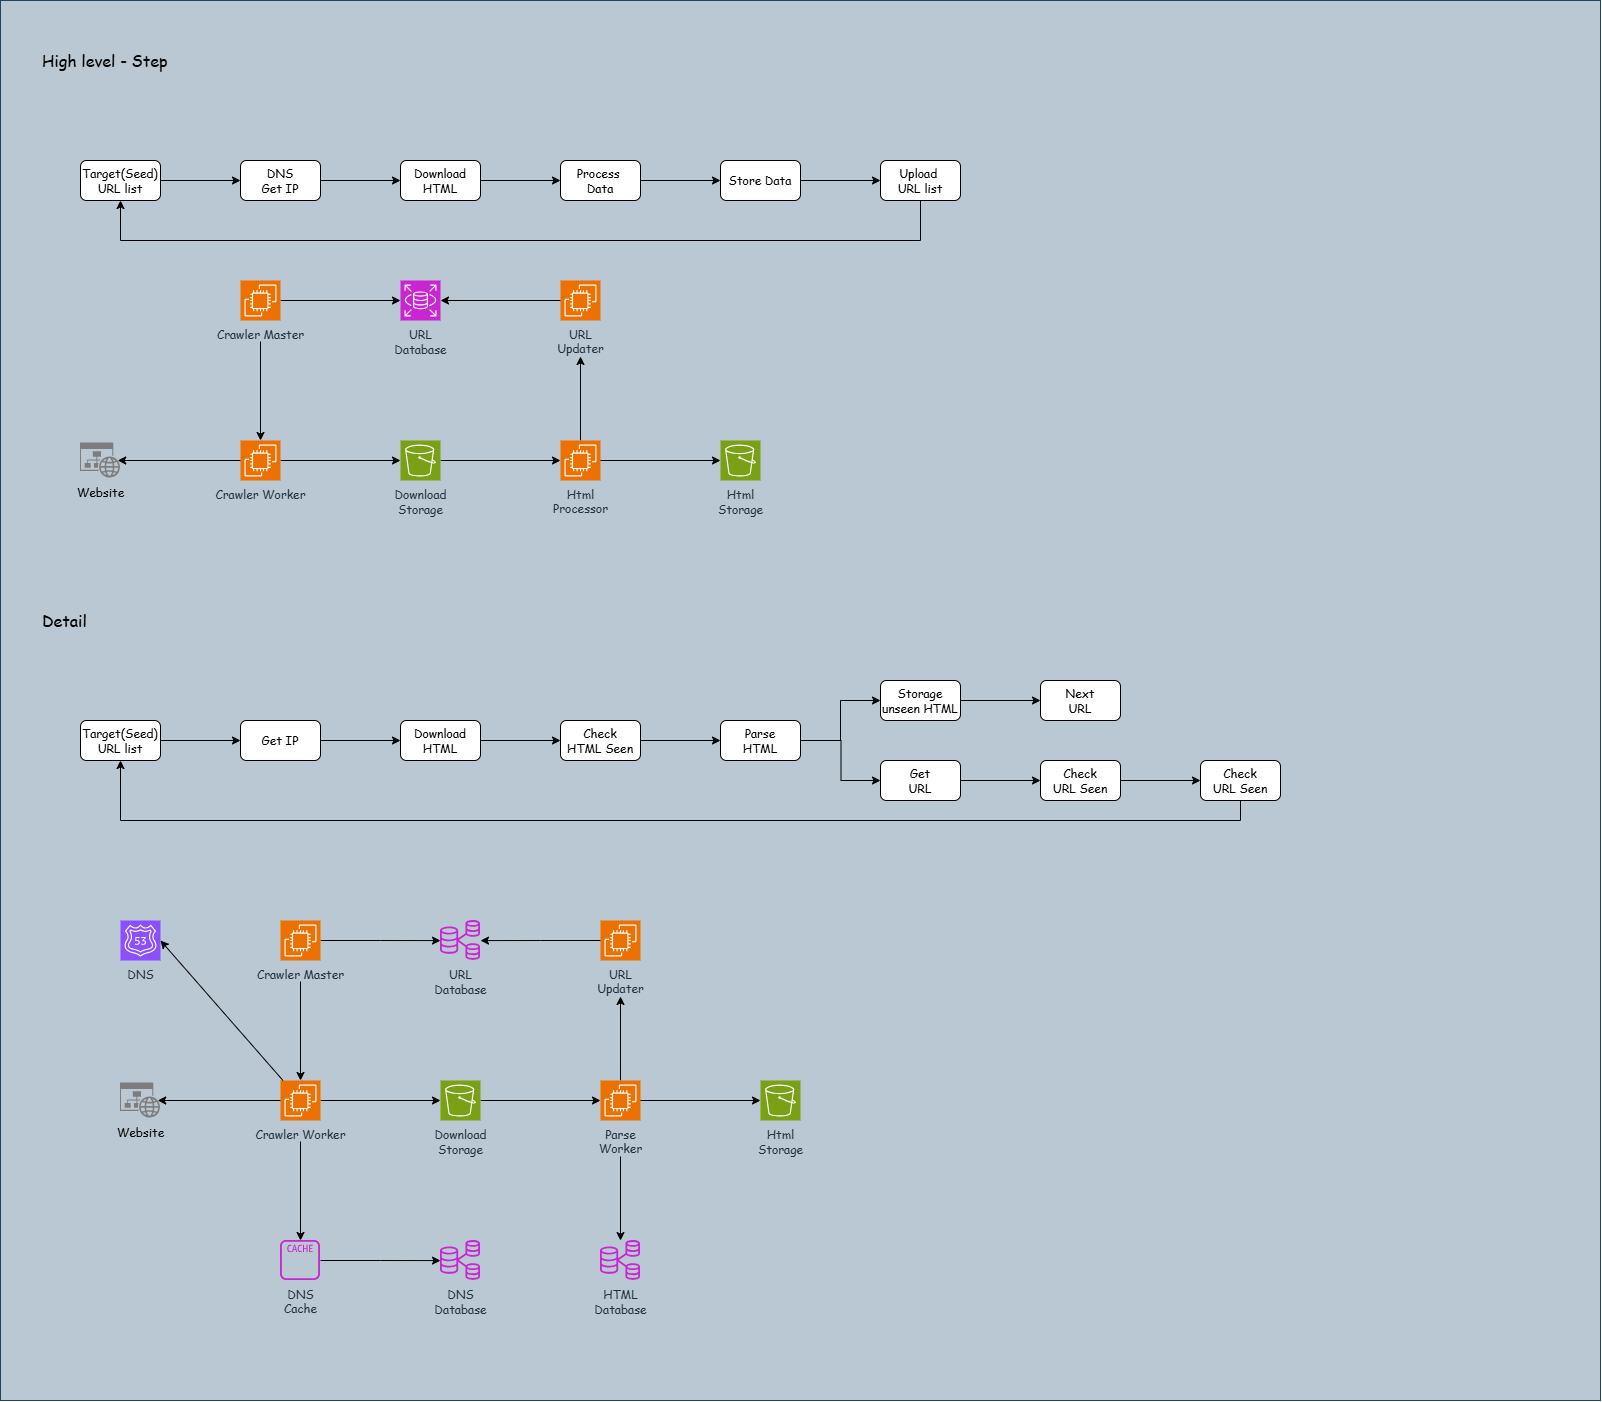 High level - Step
Target(Seed)
URL list
DNS
Get IP
Download
HTML
Process
Data
Store Data
Upload
URL list
Crawler Master
URL
Database
URL
Updater
Website
Crawler Worker
Download
Storage
Html
Processor
Html
Storage
Detail
Target(Seed)
URL list
Get IP
Download
HTML
Check
HTML Seen
Parse
HTML
Storage
unseen HTML
Next
URL
Get
URL
Check
URL Seen
Check
URL Seen
53
DNS
Crawler Master
URL
Database
URL
Updater
Website
Crawler Worker
Download
Storage
Parse
Worker
Html
Storage
CACHE
DNS
Cache
DNS
Database
HTML
Database